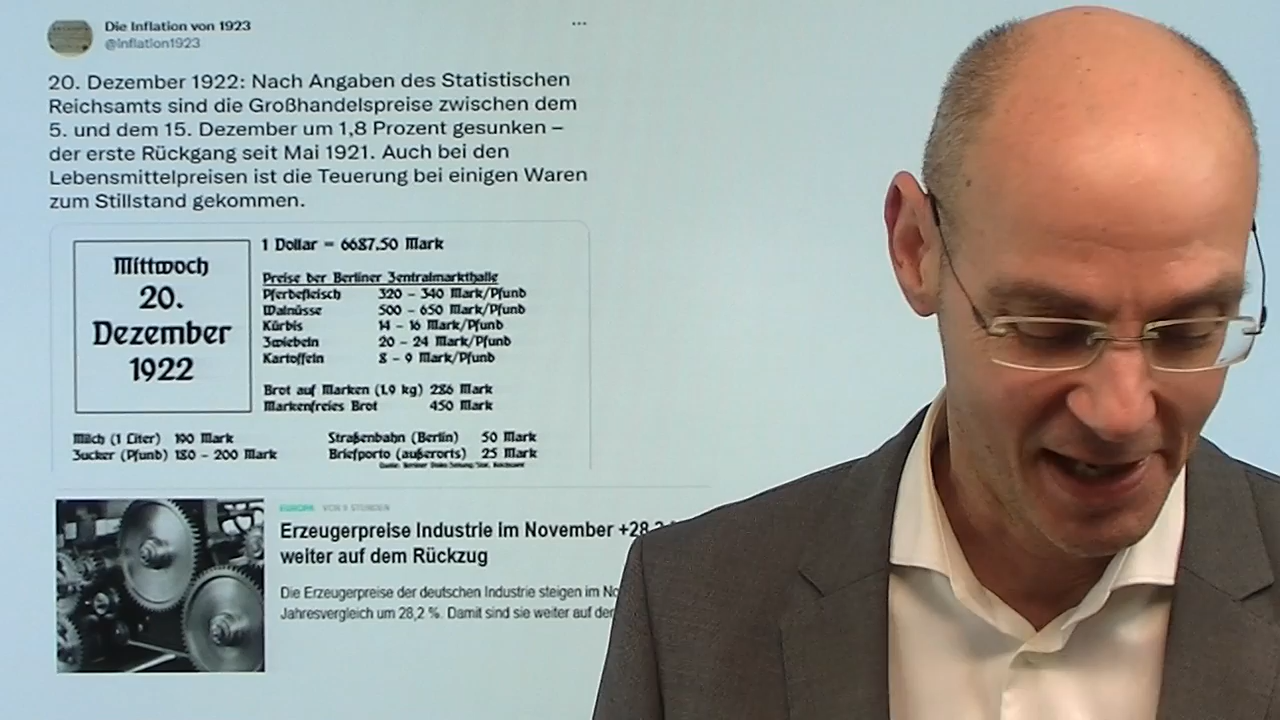 Die Inflation von 1923
@inflation1923
20. Dezember 1922: Nach Angaben des Statistischen
Reichsamts sind die Großhandelspreise zwischen dem
5. und dem 15. Dezember um 1,8 Prozent gesunken –
der erste Rückgang seit Mai 1921. Auch bei den
Lebensmittelpreisen ist die Teuerung bei einigen Waren
zum Stillstand gekommen.
Mittwoch
20.
Dezember
1922
1 Dollar = 6687.50 Mark
Preise der Berliner Zentralmarkthalle
Pferdefleisch 320 – 340 Mark/Pfund
Walnüsse 500 – 650 Mark/Pfund
Kürbis 14 – 16 Mark/Pfund
Zwiebeln 20 – 24 Mark/Pfund
Kartoffeln 8 – 9 Mark/Pfund
Brot auf Marken (1.9 kg) 286 Mark
Markenfreies Brot 450 Mark
Milch (1 Liter) 190 Mark
Zucker (Pfund) 180 – 200 Mark
Straßenbahn (Berlin) 50 Mark
Briefporto (außerorts) 25 Mark
EUROPA VOR 9 STUNDEN
Erzeugerpreise Industrie im November +28,2
weiter auf dem Rückzug
Die Erzeugerpreise der deutschen Industrie steigen im No
Jahresvergleich um 28,2 %. Damit sind sie weiter auf der